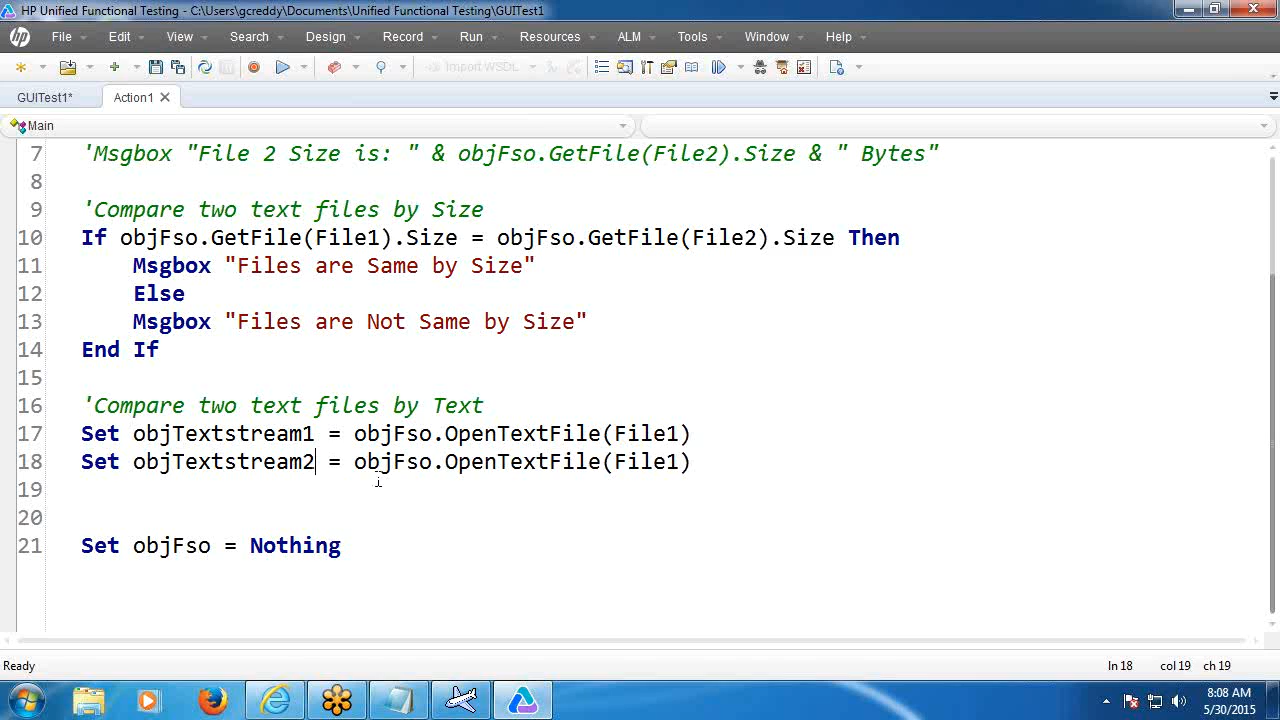 HP Unified Functional Testing - C:\Users\gcreddy\Documents\Unified Functional Testing\GUITest1
hp File Edit View Search Design Record Run Resources ALM Tools Window Help
Import WSDL
GUITest1* Action1
Main
7 'Msgbox "File 2 Size is: " & objFso.GetFile(File2).Size & " Bytes"
8
9 'Compare two text files by Size
10 If objFso.GetFile(File1).Size = objFso.GetFile(File2).Size Then
11 Msgbox "Files are Same by Size"
12 Else
13 Msgbox "Files are Not Same by Size"
14 End If
15
16 'Compare two text files by Text
17 Set objTextstream1 = objFso.OpenTextFile(File1)
18 Set objTextstream2 = objFso.OpenTextFile(File1)
19
20
21 Set objFso = Nothing
Ready ln 18 col 19 ch 19
8:08 AM
5/30/2015